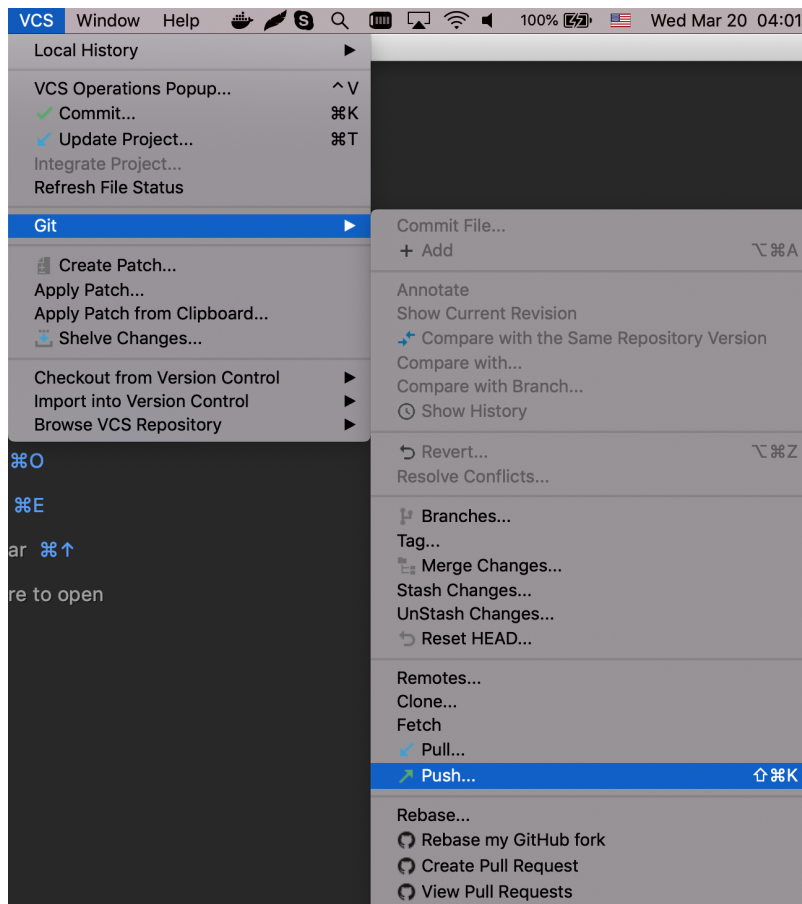 VCS Window Help 100% Wed Mar 20 04:01
Local History
VCS Operations Popup... ^V
Commit... ⌘K
Update Project... ⌘T
Integrate Project...
Refresh File Status
Git
Create Patch...
Apply Patch...
Apply Patch from Clipboard...
Shelve Changes...
Checkout from Version Control
Import into Version Control
Browse VCS Repository
⌘O
⌘E
ar ⌘↑
re to open
Commit File...
+ Add ⌥⌘A
Annotate
Show Current Revision
Compare with the Same Repository Version
Compare with...
Compare with Branch...
Show History
Revert... ⌥⌘Z
Resolve Conflicts...
Branches...
Tag...
Merge Changes...
Stash Changes...
UnStash Changes...
Reset HEAD...
Remotes...
Clone...
Fetch
Pull...
Push... ⇧⌘K
Rebase...
Rebase my GitHub fork
Create Pull Request
View Pull Requests